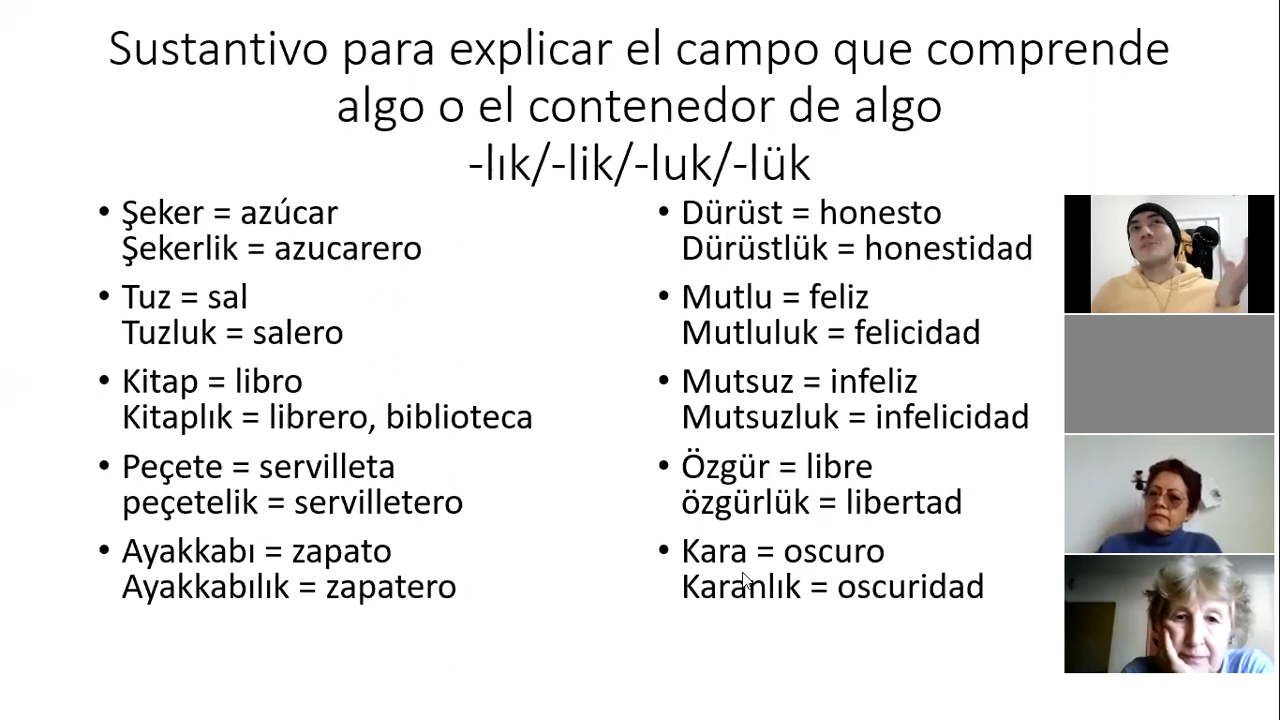 Sustantivo para explicar el campo que comprende
algo o el contenedor de algo
-lık/-lik/-luk/-lük
• Şeker = azúcar
Şekerlik = azucarero
• Tuz = sal
Tuzluk = salero
• Kitap = libro
Kitaplık = librero, biblioteca
• Peçete = servilleta
peçetelik = servilletero
• Ayakkabı = zapato
Ayakkabılık = zapatero
• Dürüst = honesto
Dürüstlük = honestidad
• Mutlu = feliz
Mutluluk = felicidad
• Mutsuz = infeliz
Mutsuzluk = infelicidad
• Özgür = libre
özgürlük = libertad
• Kara = oscuro
Karanlık = oscuridad